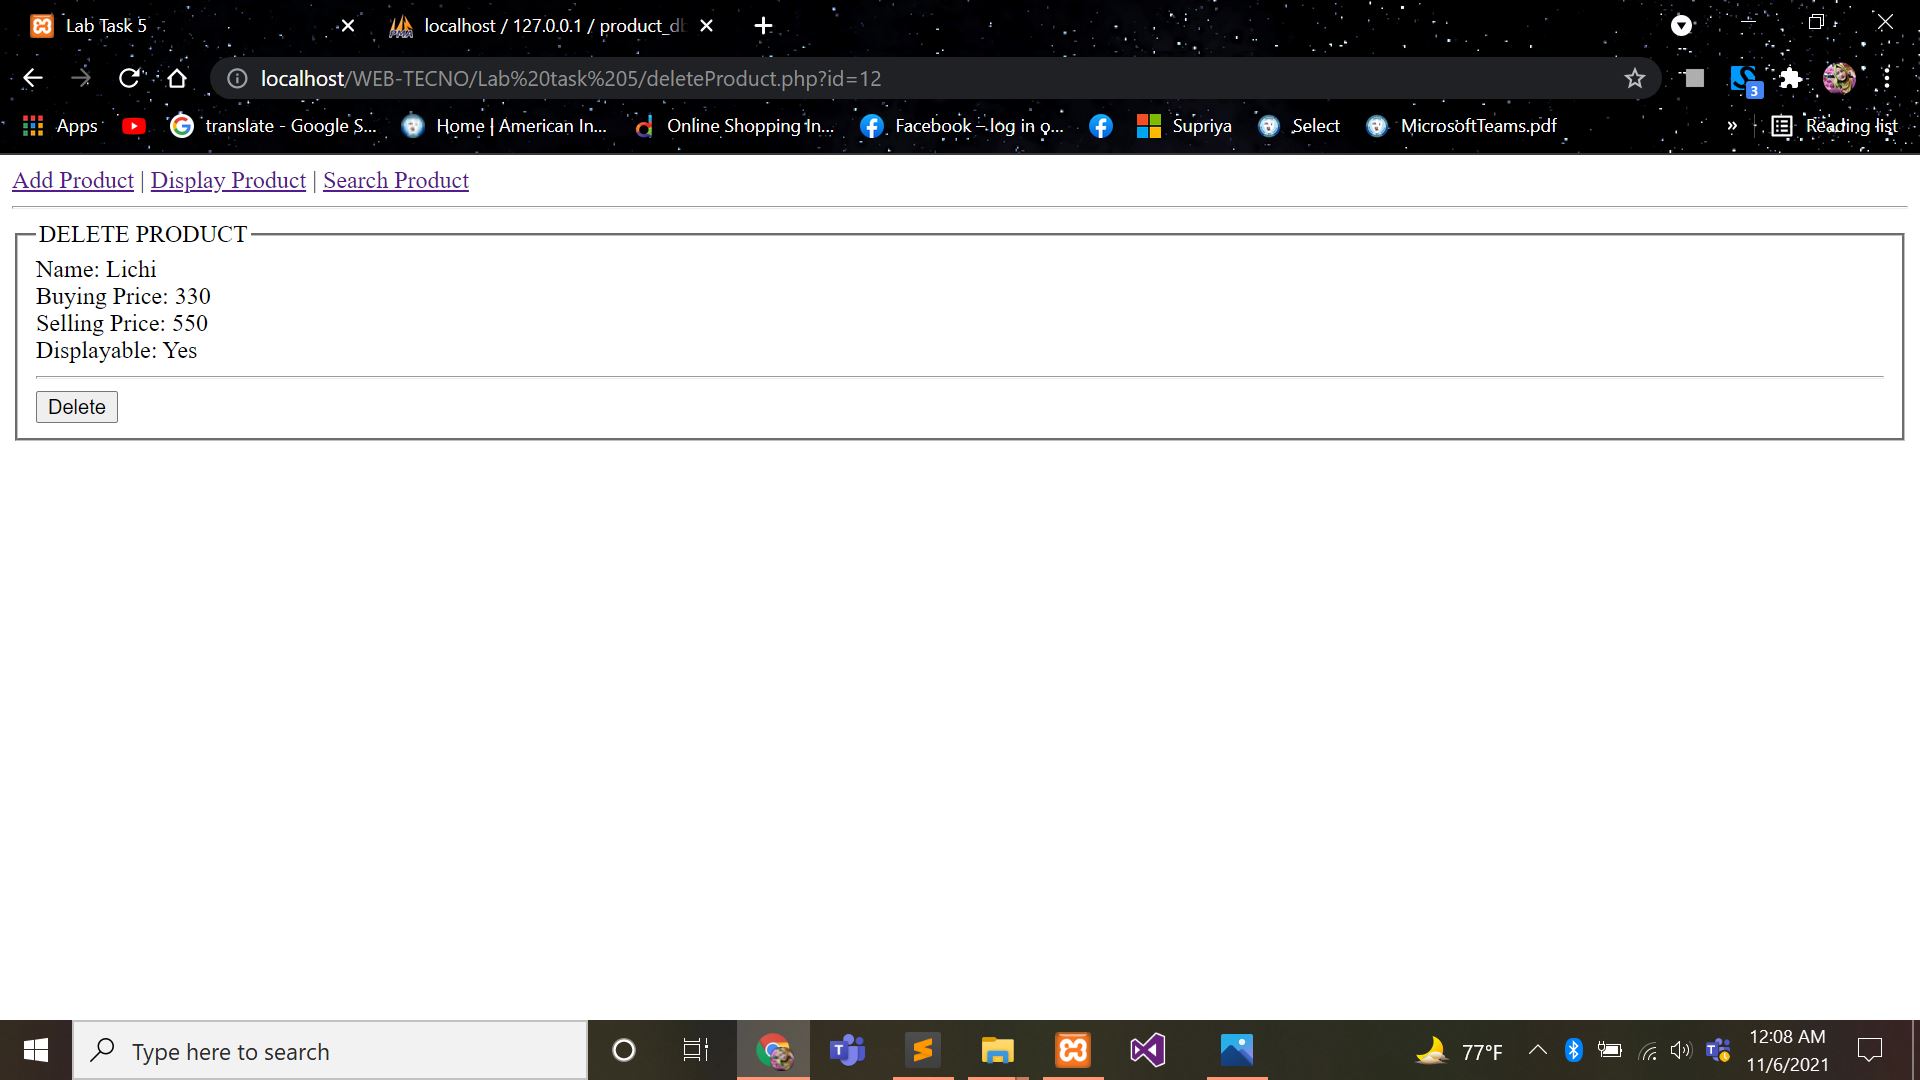 Lab Task 5
localhost / 127.0.0.1 / product_db
localhost/WEB-TECNO/Lab%20task%205/deleteProduct.php?id=12
3
Apps translate - Google S... Home | American In... Online Shopping in... Facebook – log in o... Supriya Select MicrosoftTeams.pdf » Reading list
Add Product | Display Product | Search Product
DELETE PRODUCT
Name: Lichi
Buying Price: 330
Selling Price: 550
Displayable: Yes
Delete
Type here to search
77°F
12:08 AM
11/6/2021